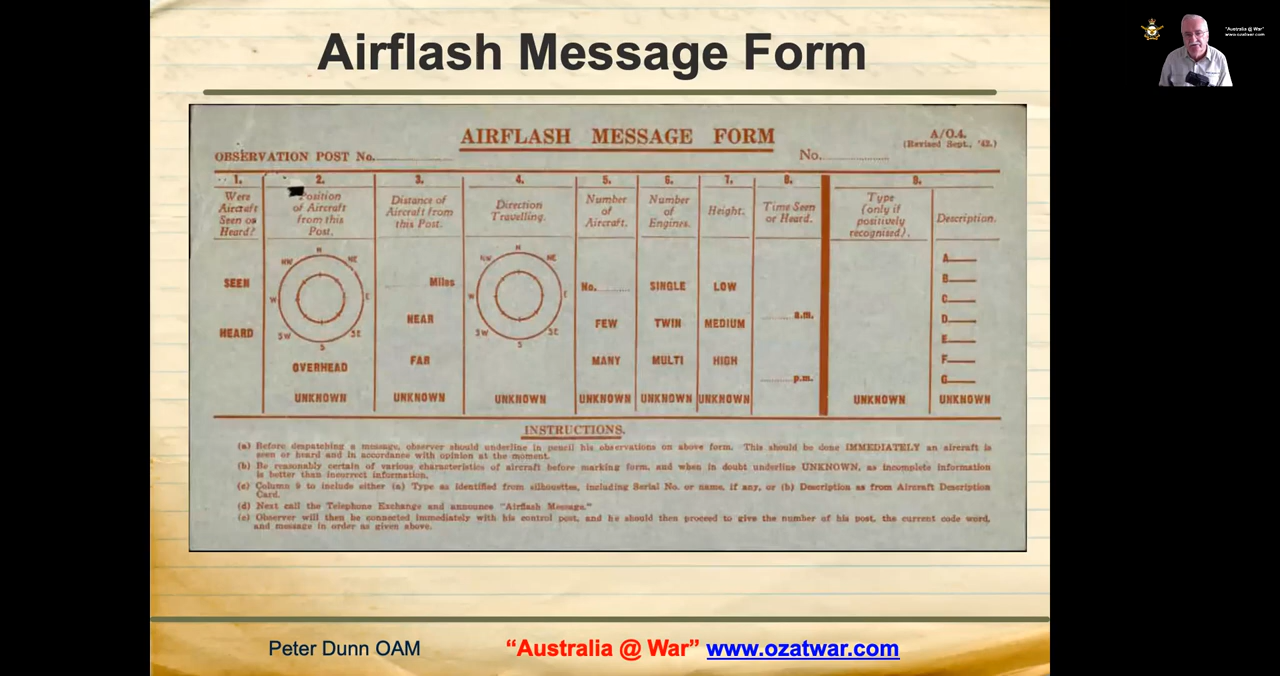 Airflash Message Form
"Australia @ War"
www.ozatwar.com
AIRFLASH MESSAGE FORM
A/O.4.
(Revised Sept., '42.)
OBSERVATION POST No.
No.
1.
Were
Aircraft
Seen or
Heard?
SEEN
HEARD
2.
Position
of Aircraft
from this
Post.
N
NW NE
W E
SW SE
S
OVERHEAD
UNKNOWN
3.
Distance of
Aircraft from
this Post.
Miles
NEAR
FAR
UNKNOWN
4.
Direction
Travelling.
N
NW NE
W E
SW SE
S
UNKNOWN
5.
Number
of
Aircraft.
No.
FEW
MANY
UNKNOWN
6.
Number
of
Engines.
SINGLE
TWIN
MULTI
UNKNOWN
7.
Height.
LOW
MEDIUM
HIGH
UNKNOWN
8.
Time Seen
or Heard.
a.m.
p.m.
9.
Type
(only if
positively
recognised).
UNKNOWN
Description.
A
B
C
D
E
F
G
UNKNOWN
INSTRUCTIONS.
(a) Before despatching a message, observer should underline in pencil his observations on above form. This should be done IMMEDIATELY an aircraft is
seen or heard and in accordance with opinion at the moment.
(b) Be reasonably certain of various characteristics of aircraft before marking form, and when in doubt underline UNKNOWN, as incomplete information
is better than incorrect information.
(c) Column 9 to include either (a) Type as identified from silhouettes, including Serial No. or name, if any, or (b) Description as from Aircraft Description
Card.
(d) Next call the Telephone Exchange and announce "Airflash Message."
(e) Observer will then be connected immediately with his control post, and he should then proceed to give the number of his post, the current code word,
and message in order as given above.
Peter Dunn OAM
“Australia @ War” www.ozatwar.com